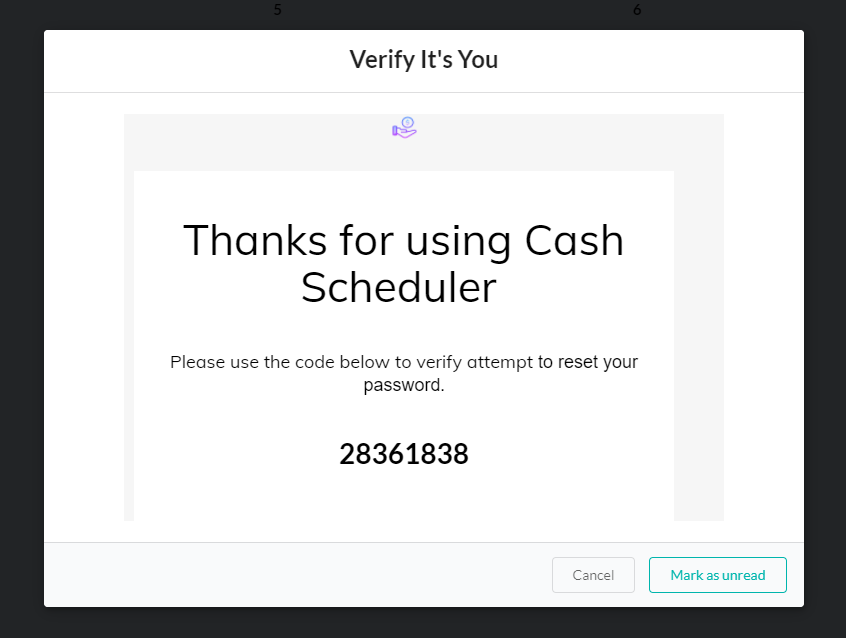 5 6
Verify It's You
Thanks for using Cash
Scheduler
Please use the code below to verify attempt to reset your
password.
28361838
Cancel Mark as unread